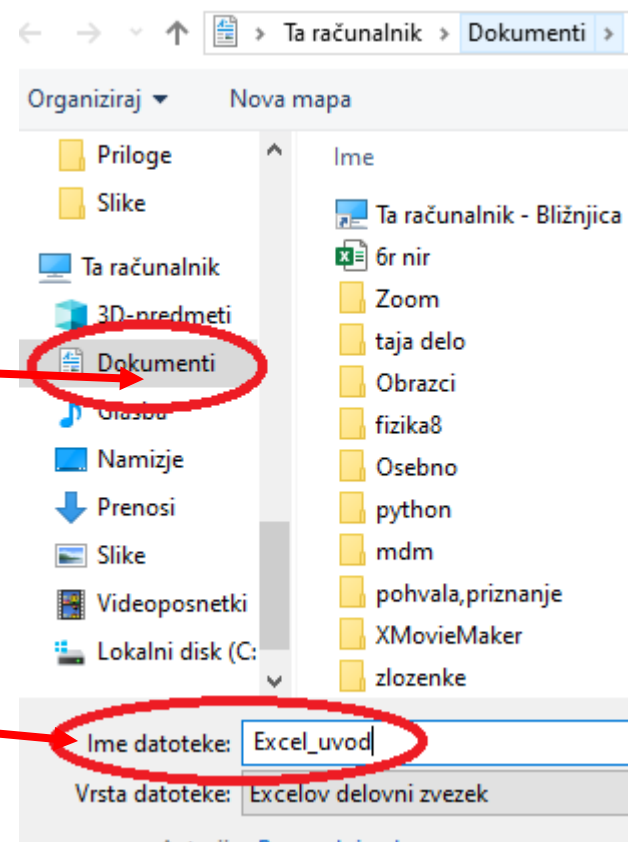 Ta računalnik > Dokumenti >
Organiziraj Nova mapa
Priloge
Slike
Ta računalnik
3D-predmeti
Dokumenti
Glasba
Namizje
Prenosi
Slike
Videoposnetki
Lokalni disk (C:
Ime
Ta računalnik - Bližnjica
6r nir
Zoom
taja delo
Obrazci
fizika8
Osebno
python
mdm
pohvala,priznanje
XMovieMaker
zlozenke
Ime datoteke: Excel_uvod
Vrsta datoteke: Excelov delovni zvezek